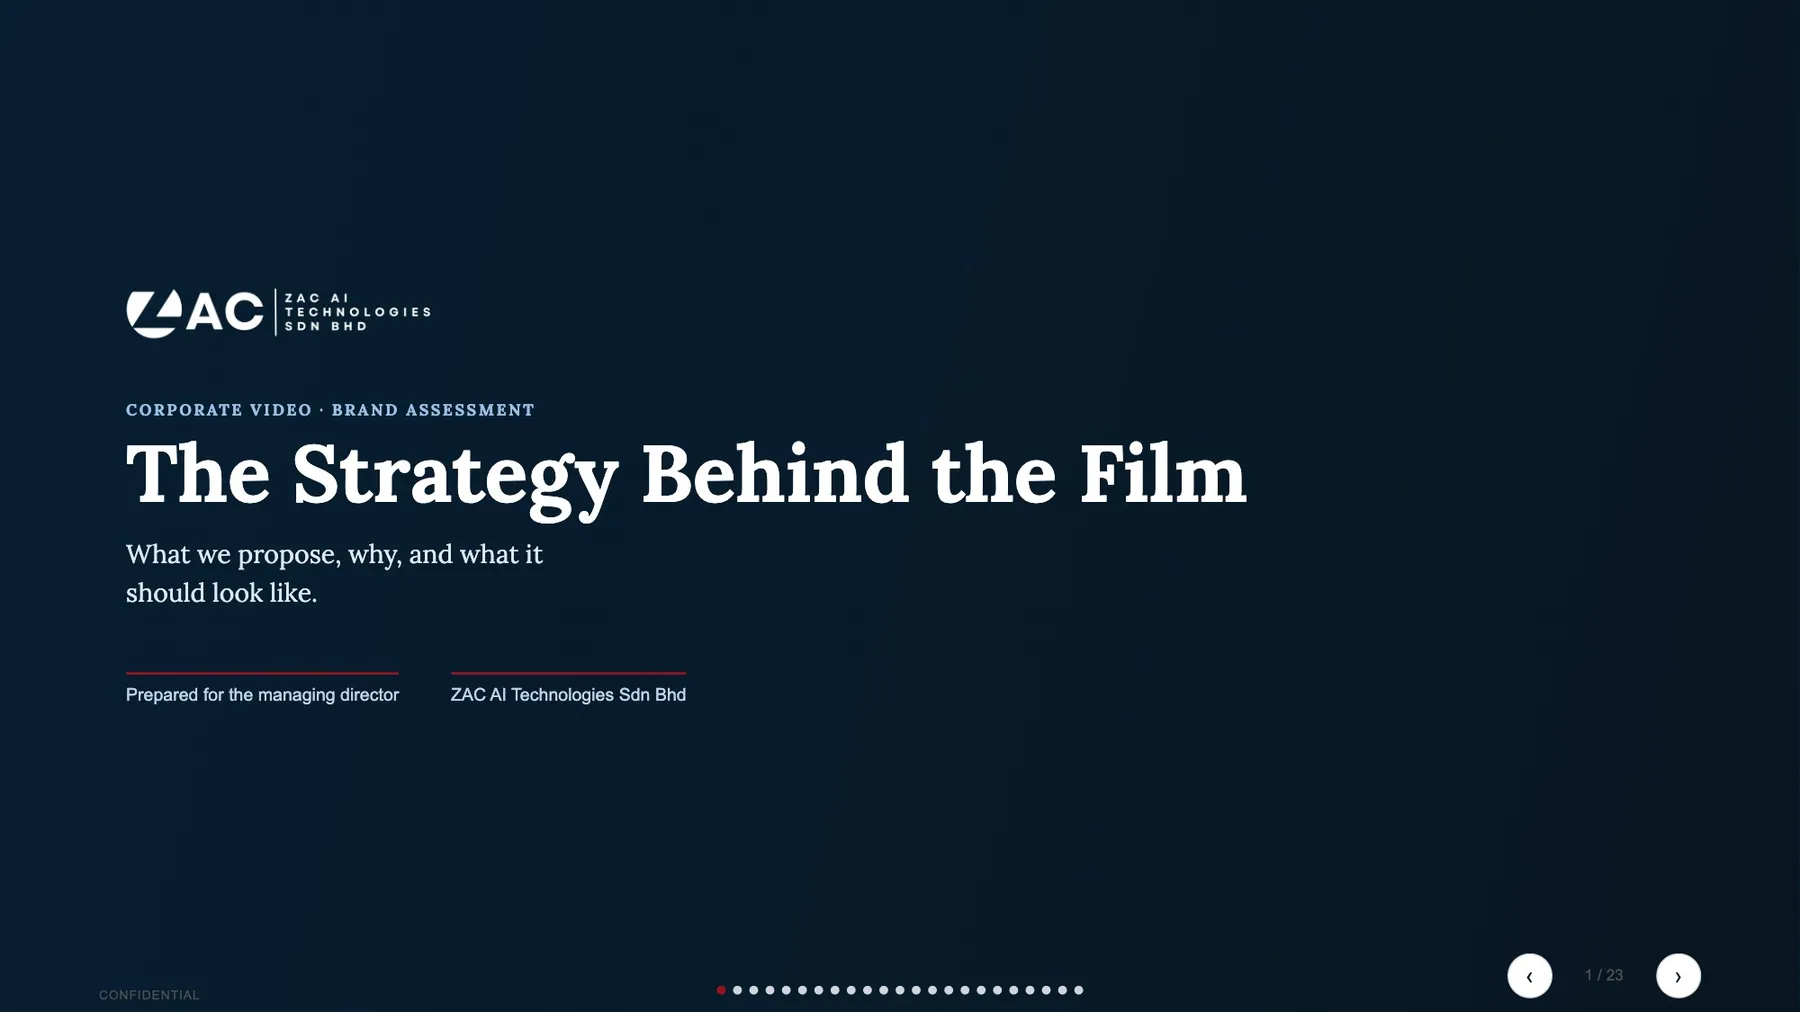 ZAC
ZAC AI
TECHNOLOGIES
SDN BHD
CORPORATE VIDEO · BRAND ASSESSMENT
The Strategy Behind the Film
What we propose, why, and what it
should look like.
Prepared for the managing director
ZAC AI Technologies Sdn Bhd
CONFIDENTIAL
‹
1 / 23
›